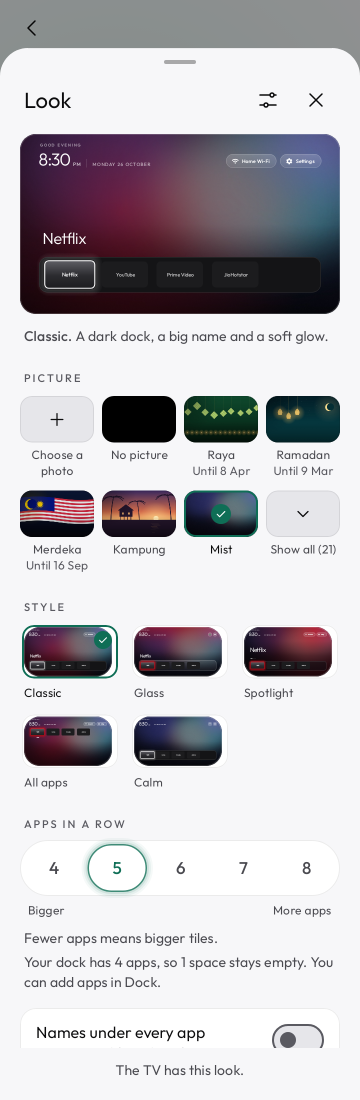 Look
GOOD EVENING
8:30 PM
MONDAY 26 OCTOBER
Home Wi-Fi
Settings
Netflix
Netflix
YouTube
Prime Video
JioHotstar
Classic. A dark dock, a big name and a soft glow.
PICTURE
Choose a
photo
No picture
Raya
Until 8 Apr
Ramadan
Until 9 Mar
Merdeka
Until 16 Sep
Kampung
Mist
Show all (21)
STYLE
Classic
Glass
Spotlight
All apps
Calm
APPS IN A ROW
4 5 6 7 8
Bigger
More apps
Fewer apps means bigger tiles.
Your dock has 4 apps, so 1 space stays empty. You
can add apps in Dock.
Names under every app
The TV has this look.